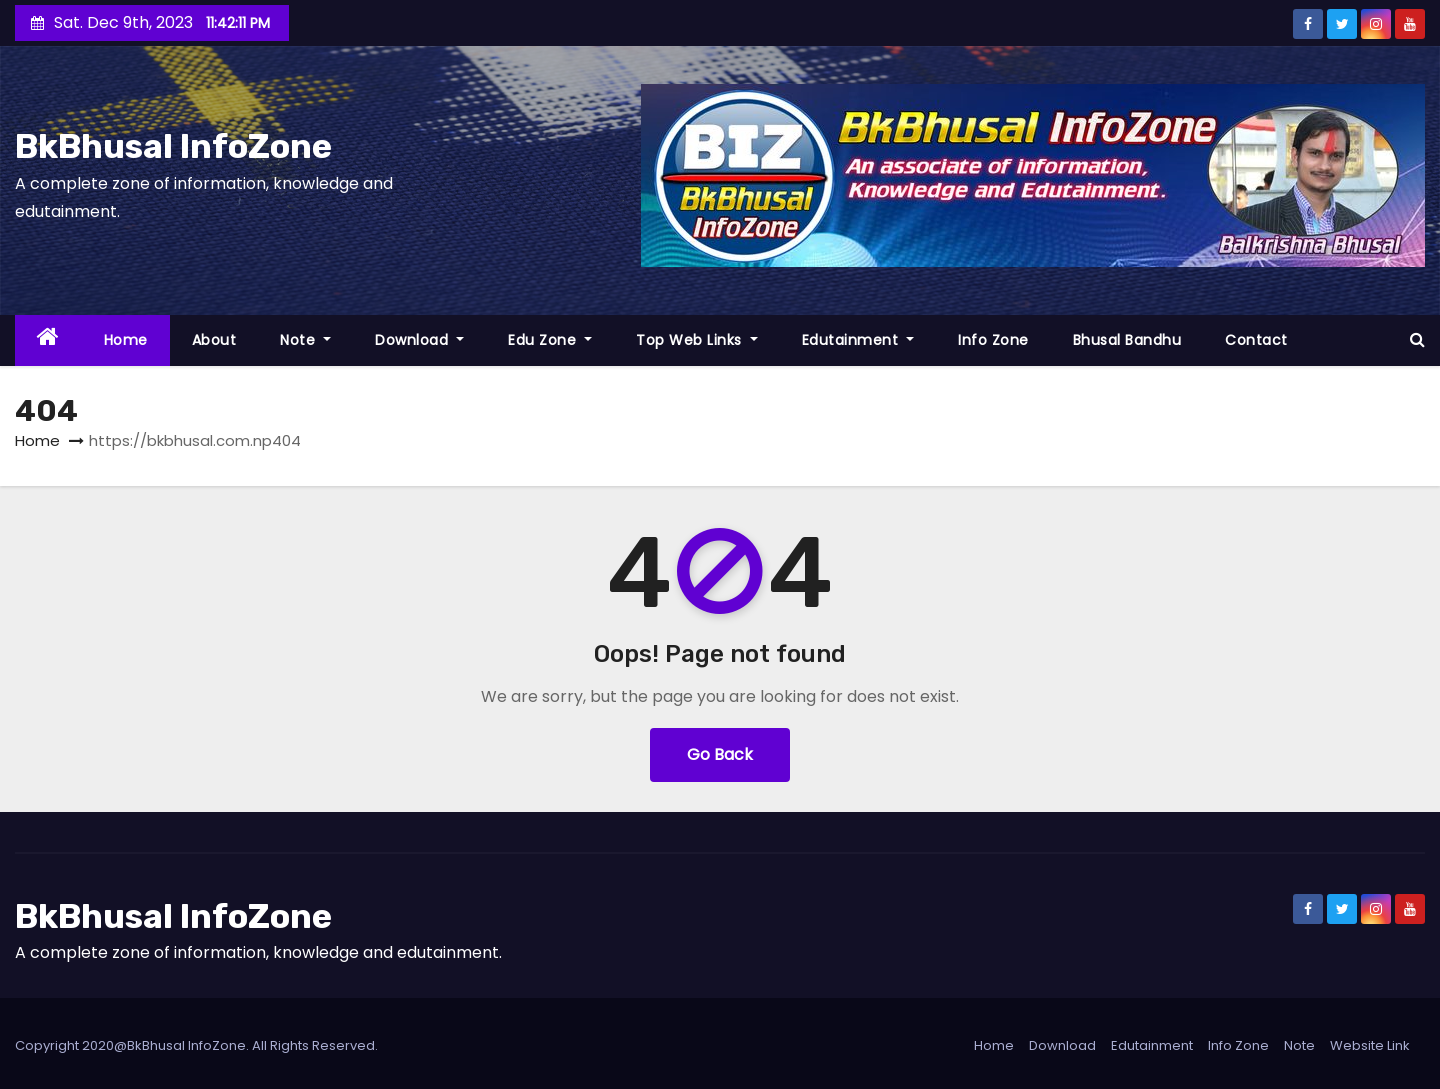 Sat. Dec 9th, 2023 11:42:11 PM
BkBhusal InfoZone
A complete zone of information, knowledge and
edutainment.
BIZ
BkBhusal
InfoZone
BkBhusal InfoZone
An associate of information,
Knowledge and Edutainment.
Balkrishna Bhusal
Home About Note Download Edu Zone Top Web Links Edutainment Info Zone Bhusal Bandhu Contact
404
Home https://bkbhusal.com.np404
4 4
Oops! Page not found
We are sorry, but the page you are looking for does not exist.
Go Back
BkBhusal InfoZone
A complete zone of information, knowledge and edutainment.
Copyright 2020@BkBhusal InfoZone. All Rights Reserved.
Home Download Edutainment Info Zone Note Website Link